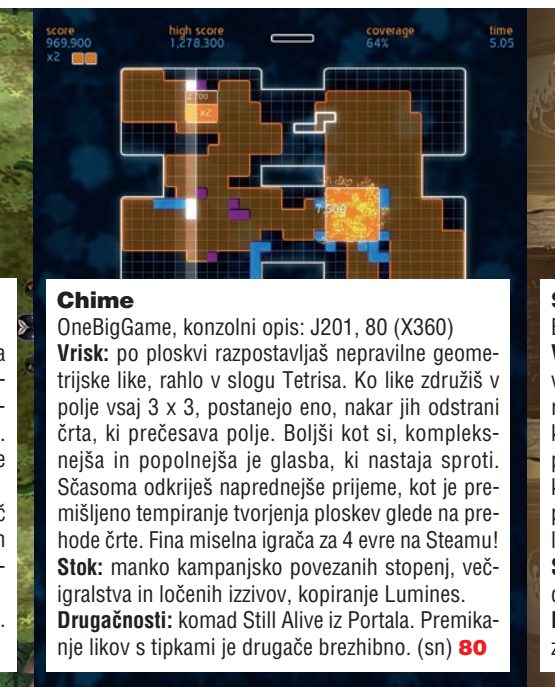 score
969,900
x2
high score
1,278,300
coverage
64%
time
5.05
2,700
x2
7,500
Chime
OneBigGame, konzolni opis: J201, 80 (X360)
Vrisk: po ploskvi razpostavljaš nepravilne geome-
trijske like, rahlo v slogu Tetrisa. Ko like združiš v
polje vsaj 3 x 3, postanejo eno, nakar jih odstrani
črta, ki prečesava polje. Boljši kot si, kompleks-
nejša in popolnejša je glasba, ki nastaja sproti.
Sčasoma odkriješ naprednejše prijeme, kot je pre-
mišljeno tempiranje tvorjenja ploskev glede na pre-
hode črte. Fina miselna igrača za 4 evre na Steamu!
Stok: manko kampanjsko povezanih stopenj, več-
igralstva in ločenih izzivov, kopiranje Lumines.
Drugačnosti: komad Still Alive iz Portala. Premika-
nje likov s tipkami je drugače brezhibno. (sn) 80